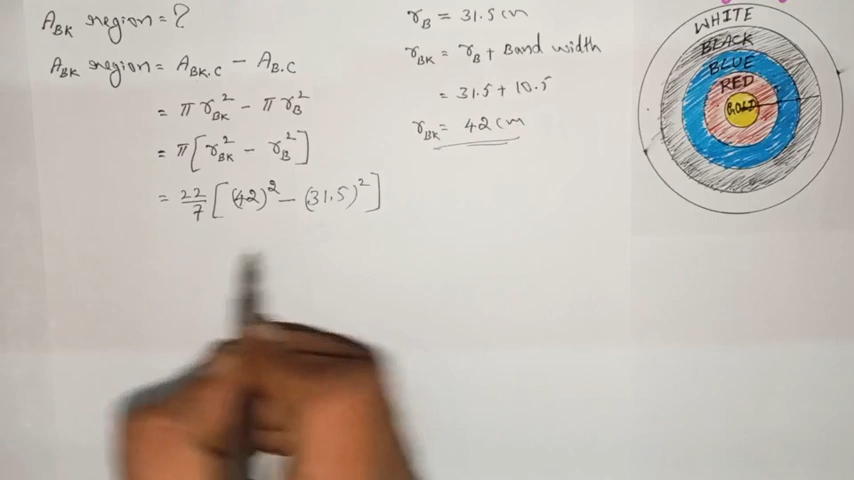 A_BK region = ?
A_BK region = A_BK.C - A_B.C
= π r_BK² - π r_B²
= π [ r_BK² - r_B² ]
= 22/7 [ (42)² - (31.5)² ]
r_B = 31.5 cm
r_BK = r_B + Band width
= 31.5 + 10.5
r_BK = 42 cm
WHITE
BLACK
BLUE
RED
GOLD